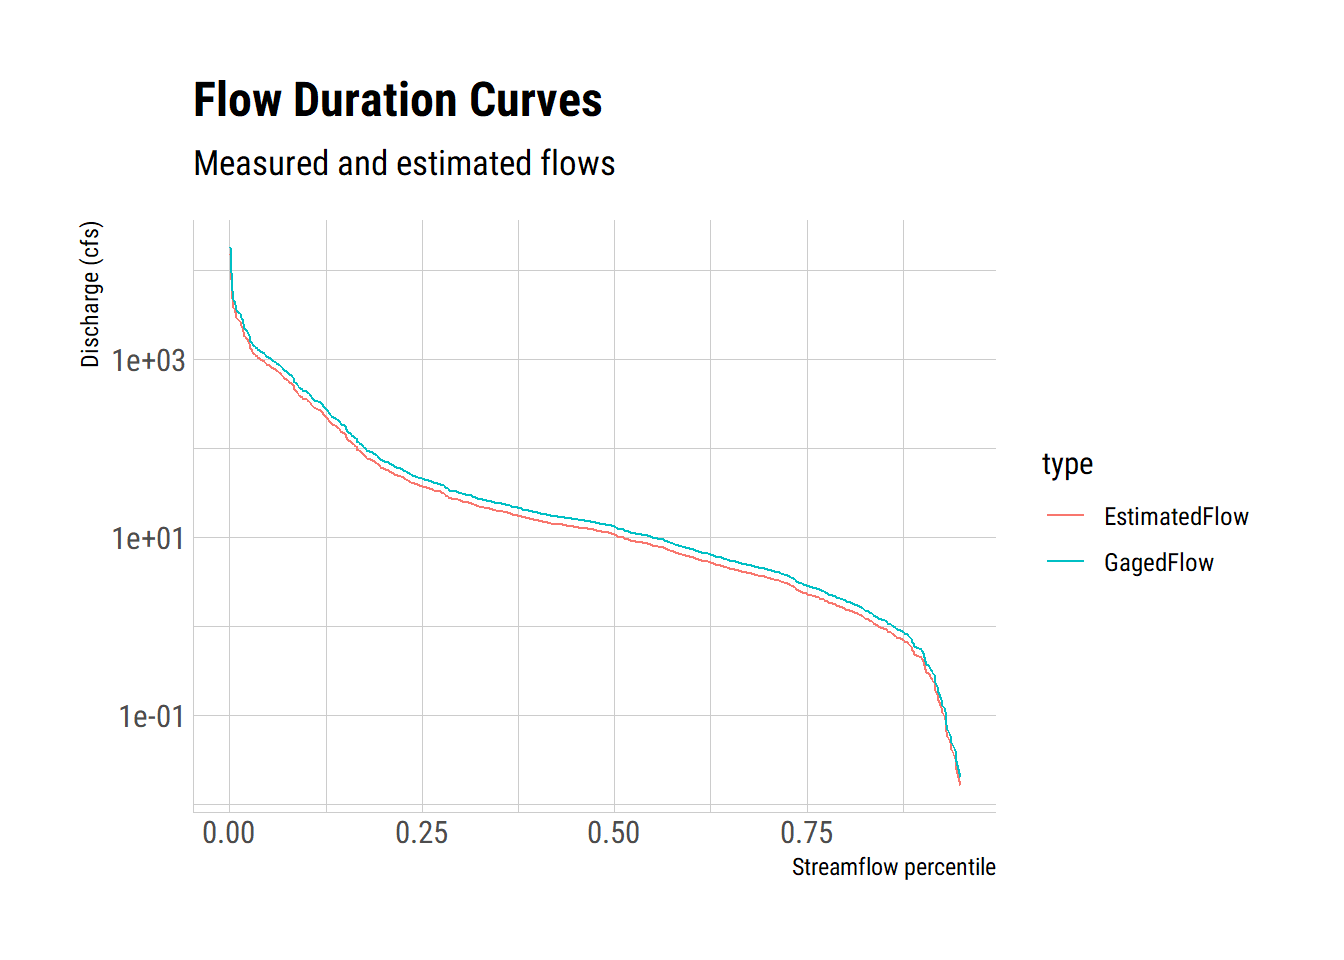 Flow Duration Curves
Measured and estimated flows
Discharge (cfs)
1e+03
1e+01
1e-01
0.00 0.25 0.50 0.75
Streamflow percentile
type
EstimatedFlow
GagedFlow